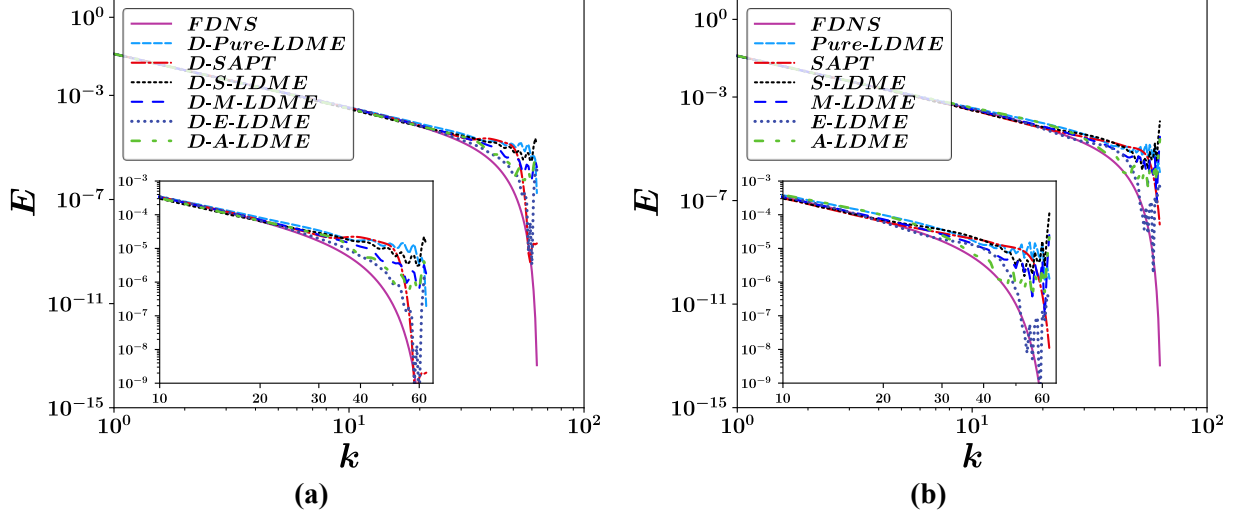 10^0
10^{-3}
10^{-7}
10^{-11}
10^{-15}
E
FDNS
D-Pure-LDME
D-SAPT
D-S-LDME
D-M-LDME
D-E-LDME
D-A-LDME
10^{-3}
10^{-4}
10^{-5}
10^{-6}
10^{-7}
10^{-8}
10^{-9}
10 20 30 40 60
10^0 10^1 10^2
k
(a)
10^0
10^{-3}
10^{-7}
10^{-11}
10^{-15}
E
FDNS
Pure-LDME
SAPT
S-LDME
M-LDME
E-LDME
A-LDME
10^{-3}
10^{-4}
10^{-5}
10^{-6}
10^{-7}
10^{-8}
10^{-9}
10 20 30 40 60
10^0 10^1 10^2
k
(b)